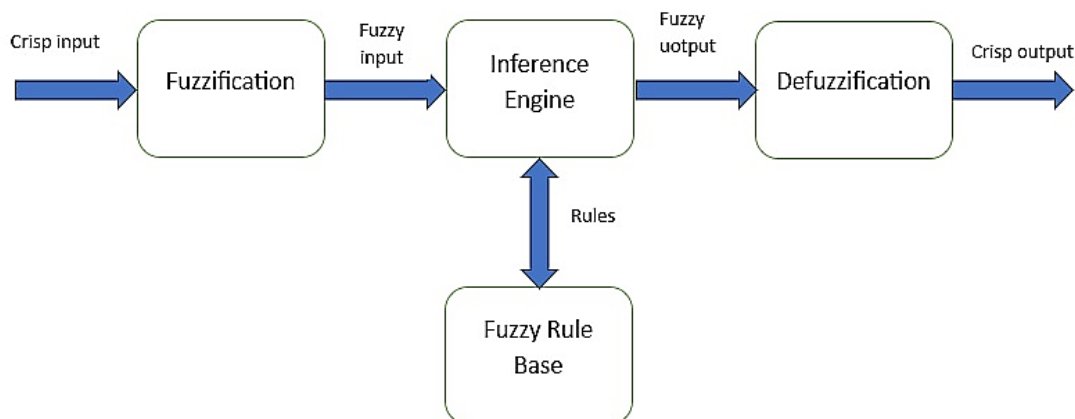 Crisp input
Fuzzification
Fuzzy
input
Inference
Engine
Fuzzy
uotput
Defuzzification
Crisp output
Rules
Fuzzy Rule
Base